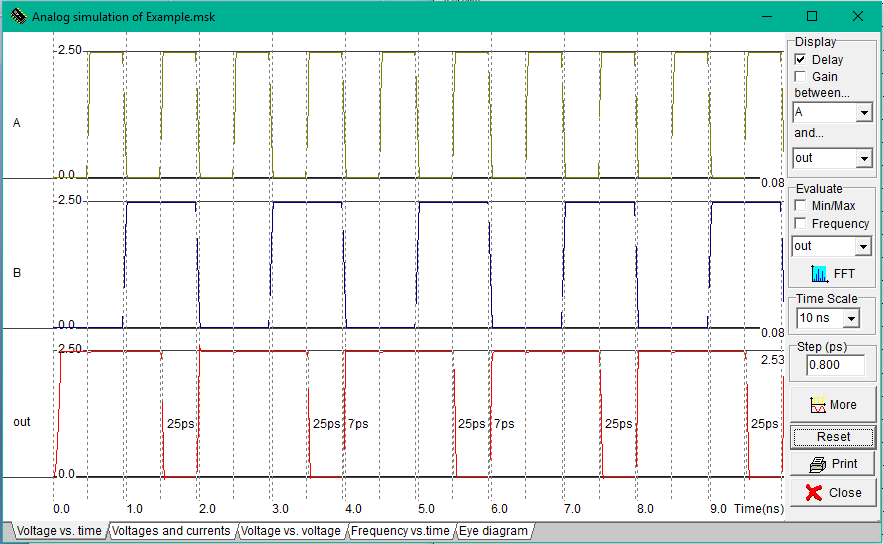 Analog simulation of Example.msk
2.50
A
0.0
0.08
2.50
B
0.0
0.08
2.50
2.53
out
25ps 25ps 7ps 25ps 7ps 25ps 25ps
0.0
0.0 1.0 2.0 3.0 4.0 5.0 6.0 7.0 8.0 9.0 Time(ns)
Voltage vs. time Voltages and currents Voltage vs. voltage Frequency vs.time Eye diagram
Display
Delay
Gain
between...
A
and...
out
Evaluate
Min/Max
Frequency
out
FFT
Time Scale
10 ns
Step (ps)
0.800
More
Reset
Print
Close